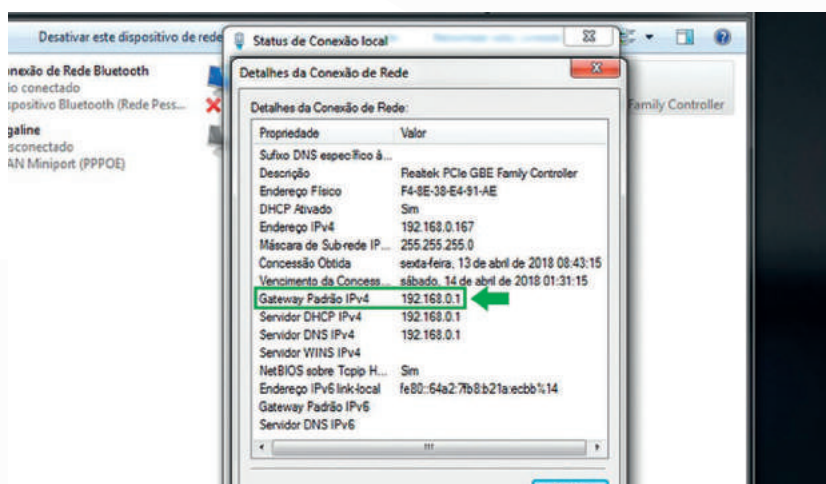 Desativar este dispositivo de rede
Status de Conexão local
nexão de Rede Bluetooth
io conectado
spositivo Bluetooth (Rede Pess...
galine
sconectado
AN Miniport (PPPOE)
Family Controller
Detalhes da Conexão de Rede
Detalhes da Conexão de Rede:
Propriedade Valor
Sufixo DNS específico à...
Descrição Realtek PCIe GBE Family Controller
Endereço Físico F4-8E-38-E4-91-AE
DHCP Ativado Sim
Endereço IPv4 192.168.0.167
Máscara de Sub-rede IP... 255.255.255.0
Concessão Obtida sexta-feira, 13 de abril de 2018 08:43:15
Vencimento da Concess... sábado, 14 de abril de 2018 01:31:15
Gateway Padrão IPv4 192.168.0.1
Servidor DHCP IPv4 192.168.0.1
Servidor DNS IPv4 192.168.0.1
Servidor WINS IPv4
NetBIOS sobre Tcpip H... Sim
Endereço IPv6 link-local fe80::64a2:7fb8:b21a:ecbb%14
Gateway Padrão IPv6
Servidor DNS IPv6